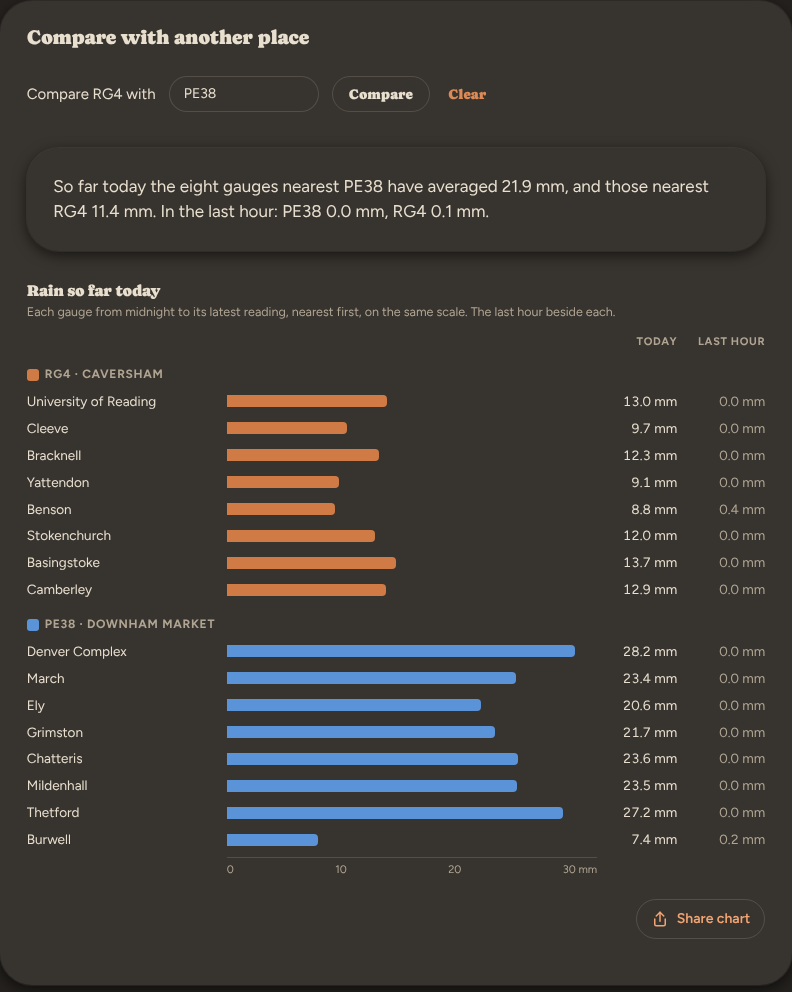 Compare with another place
Compare RG4 with PE38 Compare Clear
So far today the eight gauges nearest PE38 have averaged 21.9 mm, and those nearest
RG4 11.4 mm. In the last hour: PE38 0.0 mm, RG4 0.1 mm.
Rain so far today
Each gauge from midnight to its latest reading, nearest first, on the same scale. The last hour beside each.
TODAY LAST HOUR
RG4 · CAVERSHAM
University of Reading 13.0 mm 0.0 mm
Cleeve 9.7 mm 0.0 mm
Bracknell 12.3 mm 0.0 mm
Yattendon 9.1 mm 0.0 mm
Benson 8.8 mm 0.4 mm
Stokenchurch 12.0 mm 0.0 mm
Basingstoke 13.7 mm 0.0 mm
Camberley 12.9 mm 0.0 mm
PE38 · DOWNHAM MARKET
Denver Complex 28.2 mm 0.0 mm
March 23.4 mm 0.0 mm
Ely 20.6 mm 0.0 mm
Grimston 21.7 mm 0.0 mm
Chatteris 23.6 mm 0.0 mm
Mildenhall 23.5 mm 0.0 mm
Thetford 27.2 mm 0.0 mm
Burwell 7.4 mm 0.2 mm
0 10 20 30 mm
Share chart